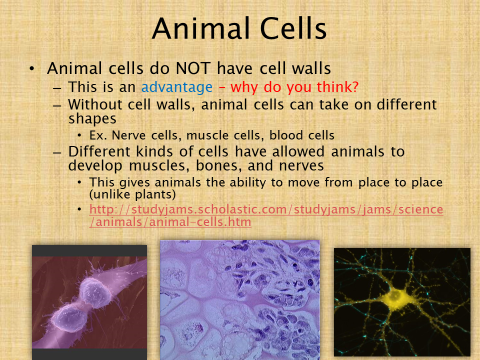 Animal Cells
• Animal cells do NOT have cell walls
– This is an advantage – why do you think?
– Without cell walls, animal cells can take on different
shapes
• Ex. Nerve cells, muscle cells, blood cells
– Different kinds of cells have allowed animals to
develop muscles, bones, and nerves
• This gives animals the ability to move from place to place
(unlike plants)
• http://studyjams.scholastic.com/studyjams/jams/science
/animals/animal-cells.htm